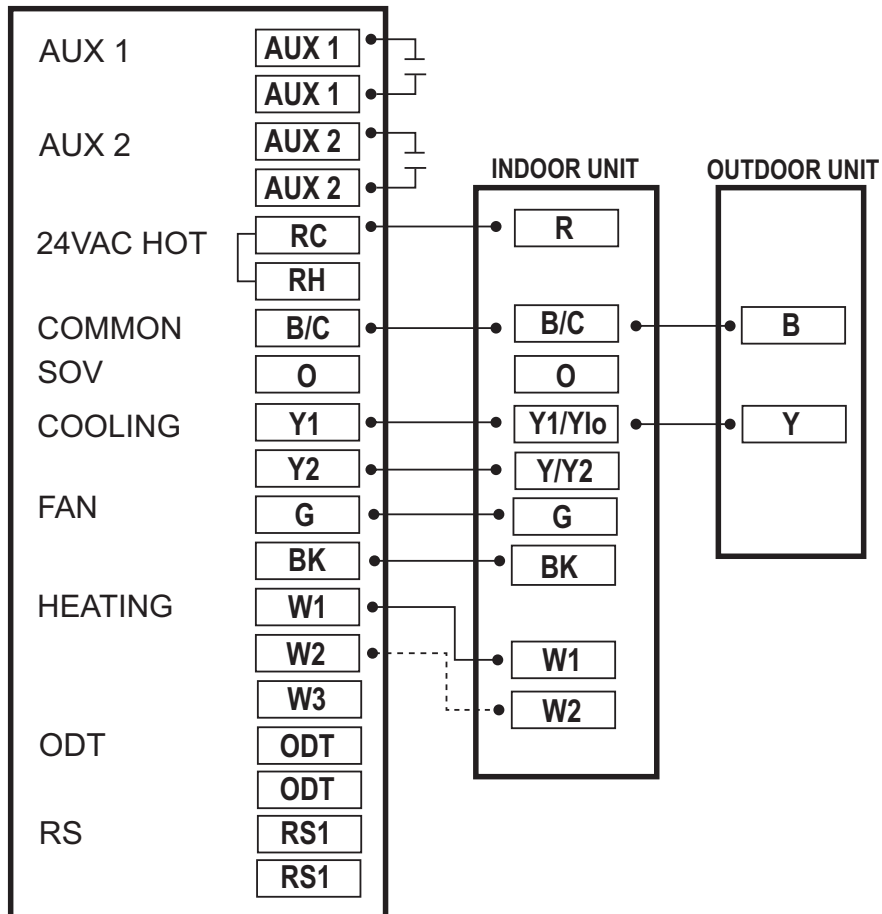 AUX 1 AUX 1
AUX 1
AUX 2 AUX 2
AUX 2
24VAC HOT RC
RH
COMMON B/C
SOV O
COOLING Y1
Y2
FAN G
BK
HEATING W1
W2
W3
ODT ODT
ODT
RS RS1
RS1
INDOOR UNIT
R
B/C
O
Y1/Ylo
Y/Y2
G
BK
W1
W2
OUTDOOR UNIT
B
Y